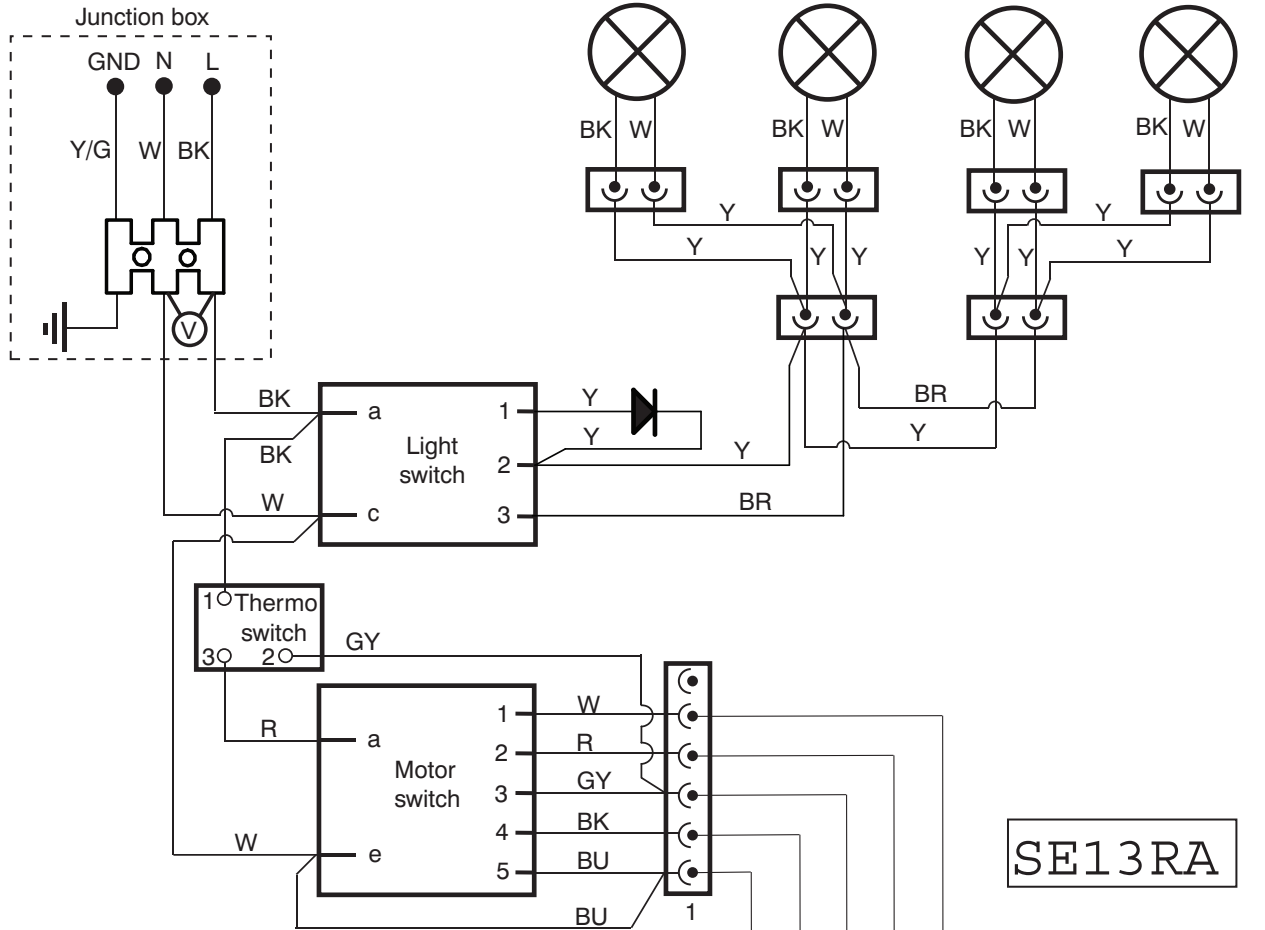 Junction box
GND N L
Y/G W BK
V
BK W BK W BK W BK W
Y Y
Y Y Y Y Y Y
BK
BK
W
a
c
Light
switch
1
2
3
Y
Y
Y
BR
BR
Y
1 Thermo
switch
3 2
GY
R
W
a
e
Motor
switch
1
2
3
4
5
W
R
GY
BK
BU
BU
1
SE13RA